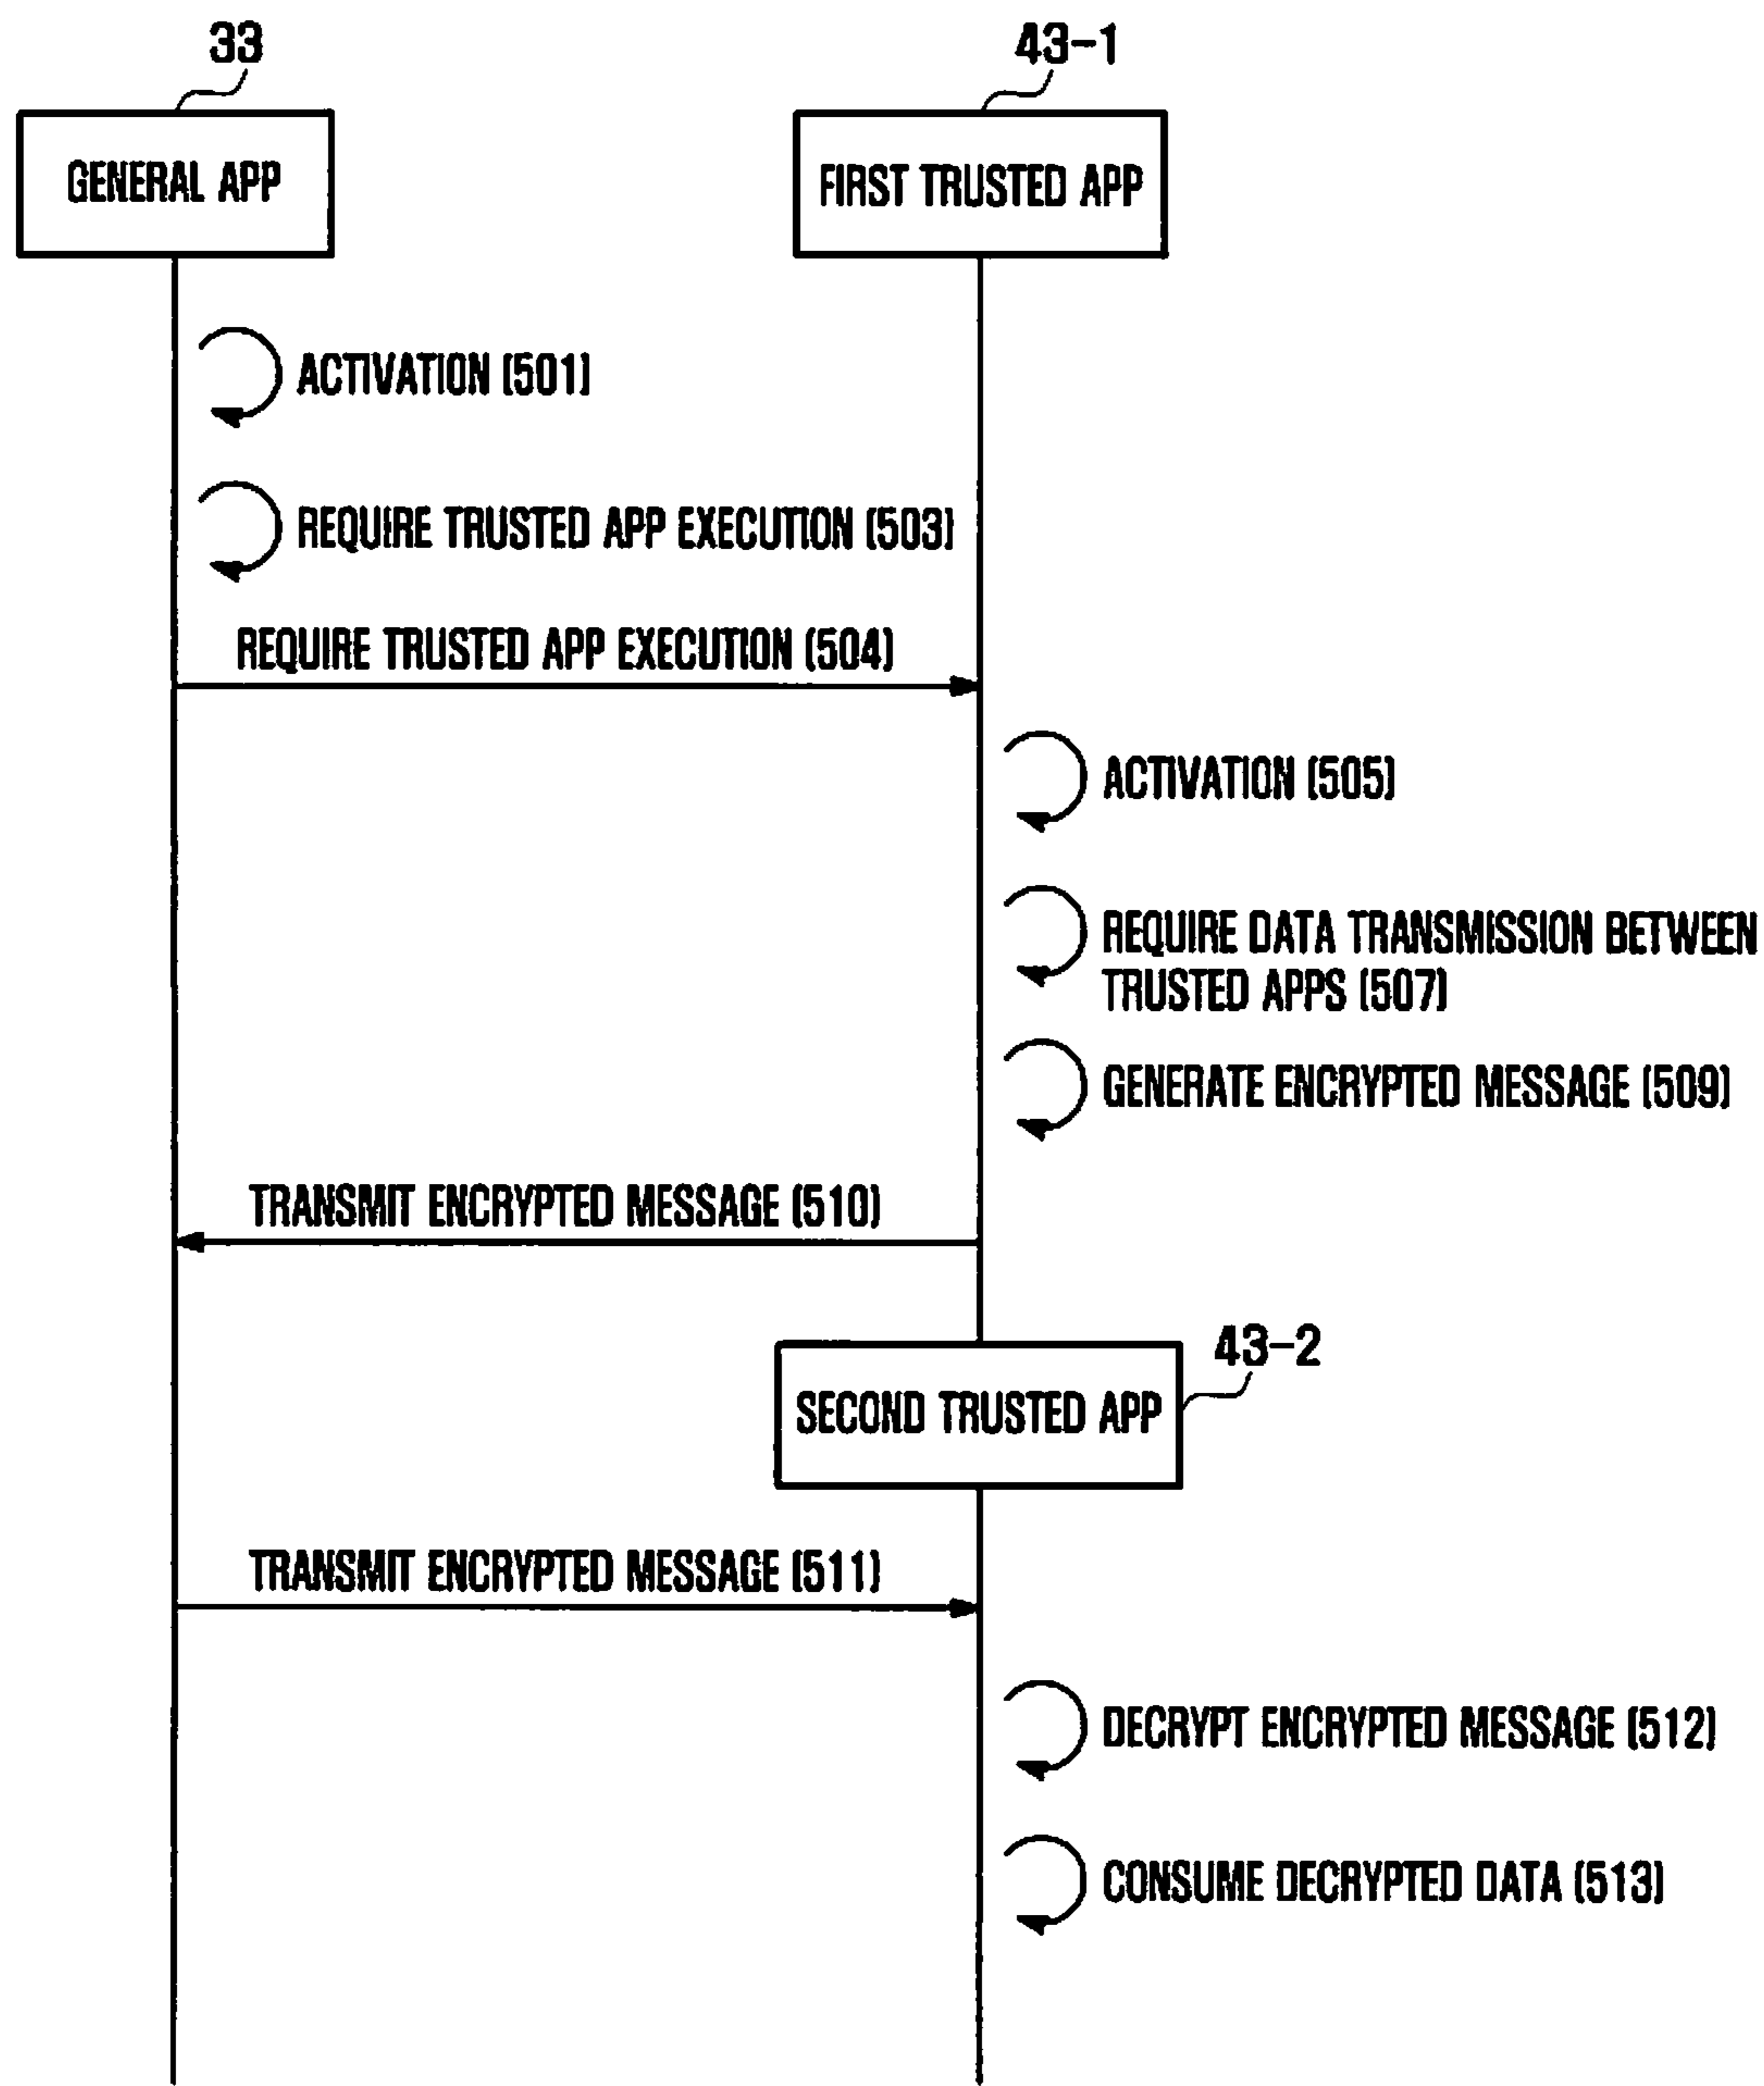 33
43-1
GENERAL APP
FIRST TRUSTED APP
ACTIVATION (501)
REQUIRE TRUSTED APP EXECUTION (503)
REQUIRE TRUSTED APP EXECUTION (504)
ACTIVATION (505)
REQUIRE DATA TRANSMISSION BETWEEN
TRUSTED APPS (507)
GENERATE ENCRYPTED MESSAGE (509)
TRANSMIT ENCRYPTED MESSAGE (510)
43-2
SECOND TRUSTED APP
TRANSMIT ENCRYPTED MESSAGE (511)
DECRYPT ENCRYPTED MESSAGE (512)
CONSUME DECRYPTED DATA (513)